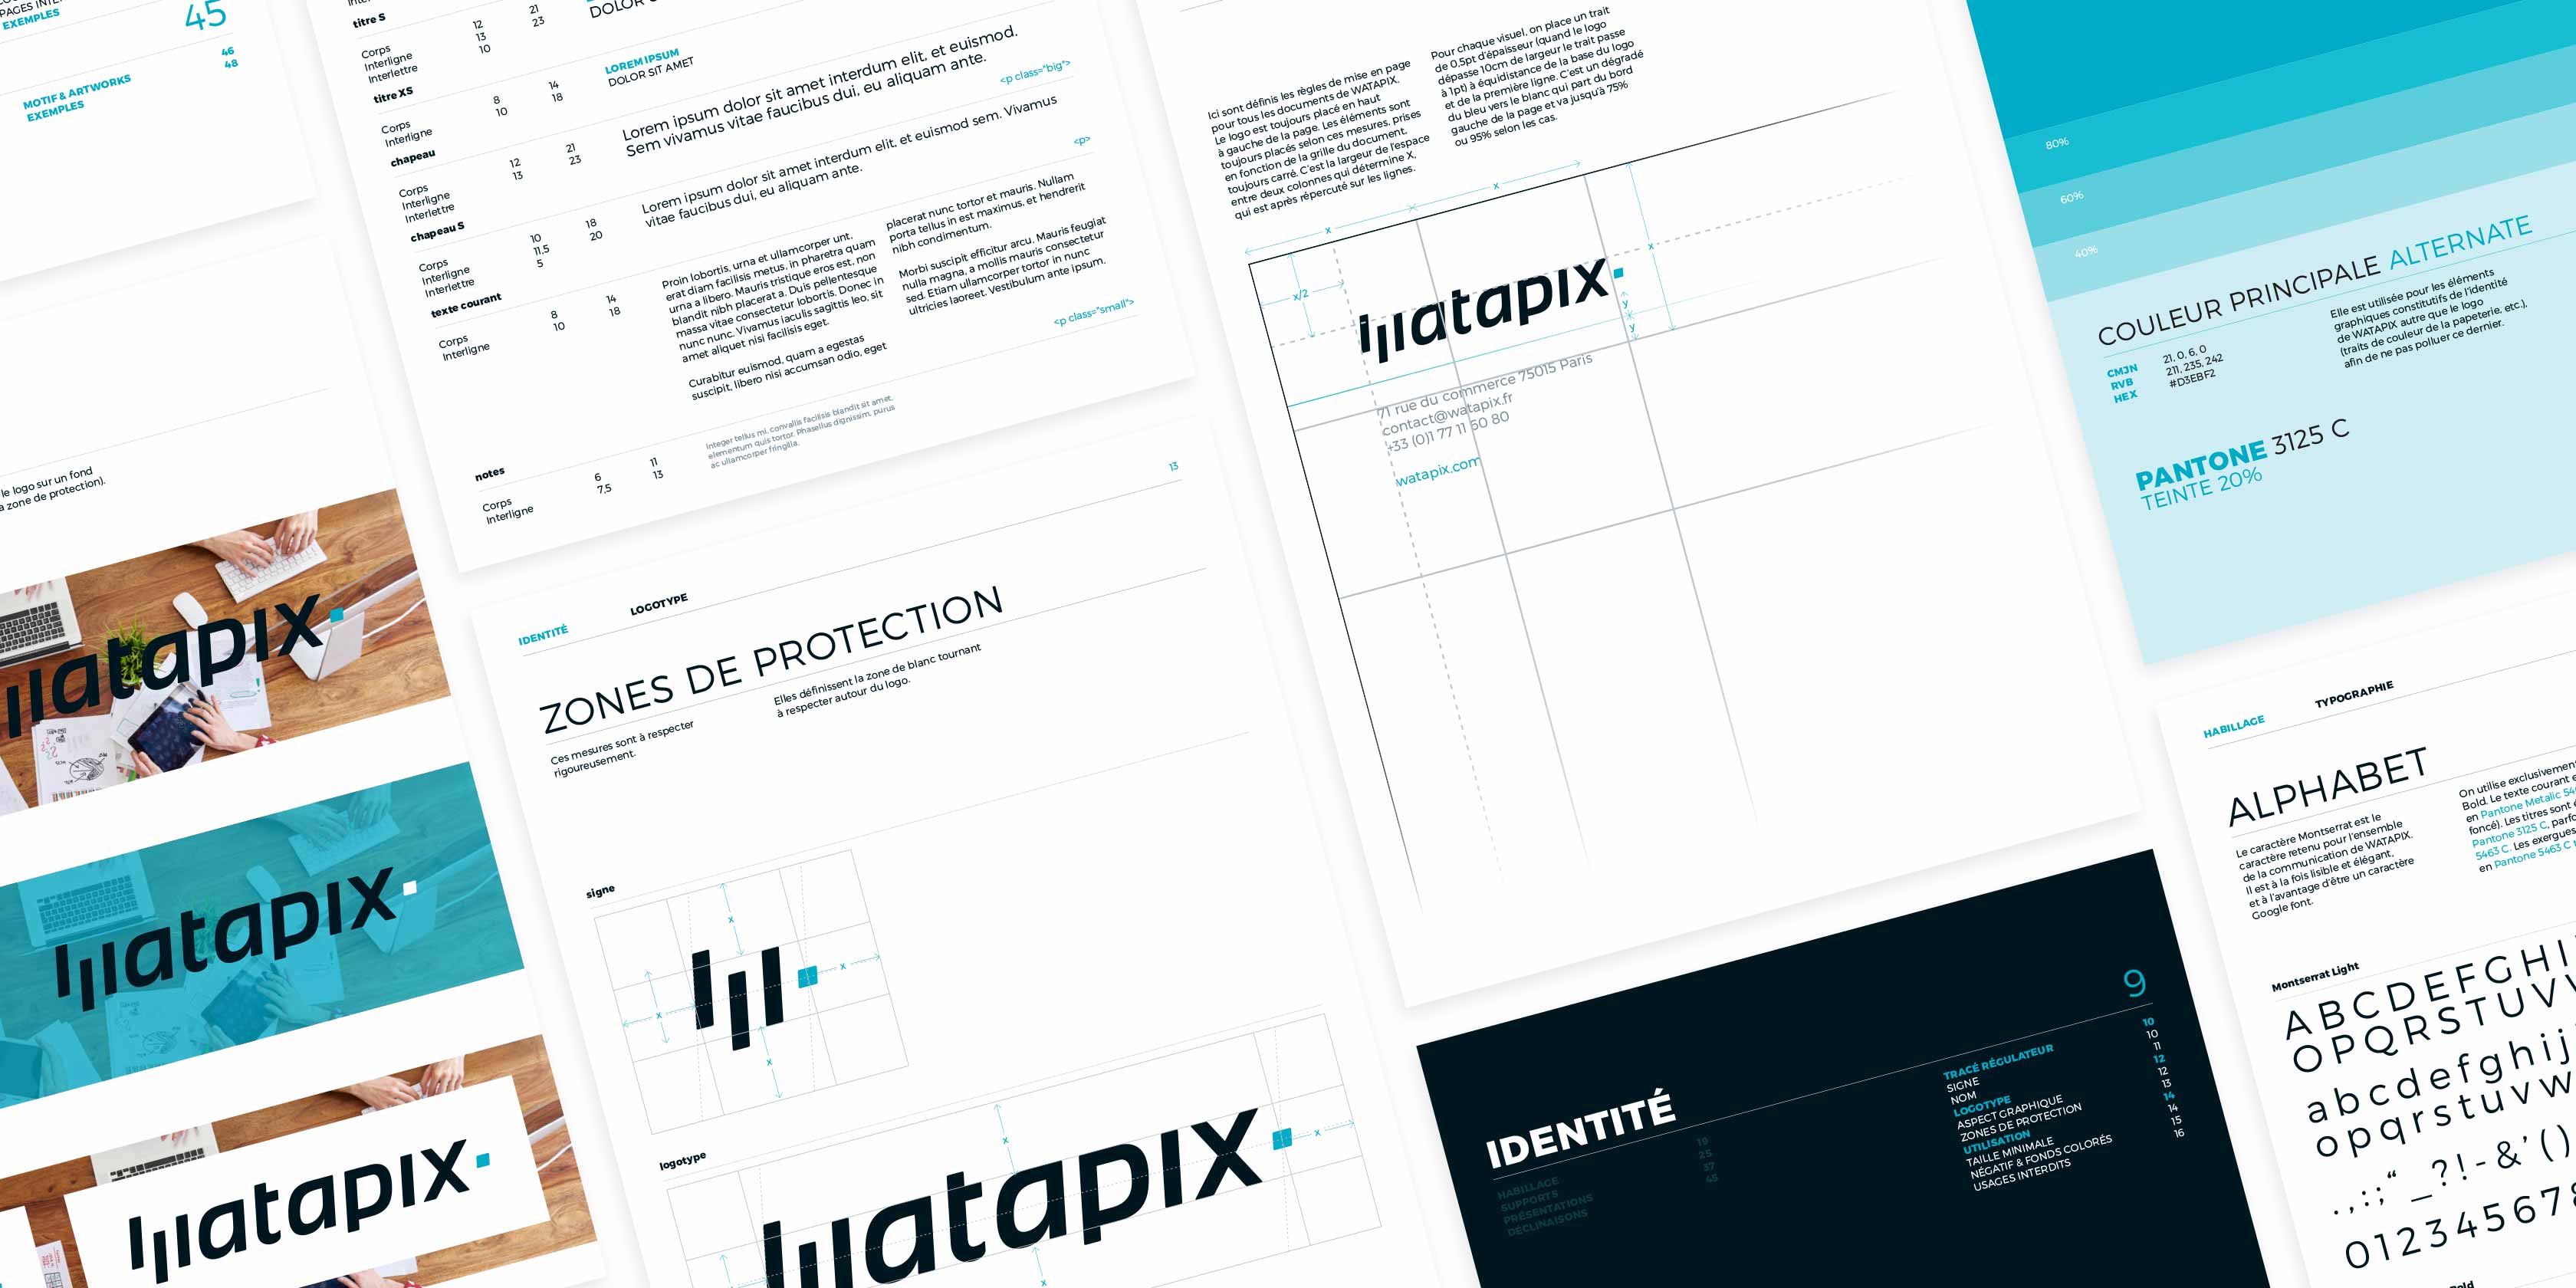 PAGES INTE
EXEMPLES
45
46
MOTIF & ARTWORKS
48
EXEMPLES
le logo sur un fond
a zone de protection).
watapix
watapix
watapix
titre S
12
21
Corps
13
23
Interligne
10
Interlettre
LOREM IPSUM
DOLOR SIT AMET
titre XS
8
14
Corps
10
18
Interligne
Lorem ipsum dolor sit amet interdum elit, et euismod.
Sem vivamus vitae faucibus dui, eu aliquam ante.
<p class="big">
chapeau
12
21
Corps
13
23
Interligne
Interlettre
Lorem ipsum dolor sit amet interdum elit, et euismod sem. Vivamus
vitae faucibus dui, eu aliquam ante.
<p>
chapeau S
10
18
Corps
11,5
20
Interligne
5
Interlettre
texte courant
8
14
Corps
10
18
Interligne
Proin lobortis, urna et ullamcorper unt,
erat diam facilisis metus, in pharetra quam
urna a libero. Mauris tristique eros est, non
blandit nibh placerat a. Duis pellentesque
massa vitae consectetur lobortis. Donec in
nunc nunc. Vivamus iaculis sagittis leo, sit
amet aliquet nisi facilisis eget.
Curabitur euismod, quam a egestas
suscipit, libero nisi accumsan odio, eget
placerat nunc tortor et mauris. Nullam
porta tellus in est maximus, et hendrerit
nibh condimentum.
Morbi suscipit efficitur arcu. Mauris feugiat
nulla magna, a mollis mauris consectetur
sed. Etiam ullamcorper tortor in nunc
ultricies laoreet. Vestibulum ante ipsum.
<p class="small">
notes
6
11
Corps
7,5
13
Interligne
Integer tellus mi, convallis facilisis blandit sit amet,
elementum quis tortor. Phasellus dignissim, purus
ac ullamcorper fringilla.
13
IDENTITÉ
LOGOTYPE
ZONES DE PROTECTION
Ces mesures sont à respecter
rigoureusement.
Elles définissent la zone de blanc tournant
à respecter autour du logo.
signe
x
x
x
x
logotype
watapix
x
x
x
Ici sont définis les règles de mise en page
pour tous les documents de WATAPIX.
Le logo est toujours placé en haut
à gauche de la page. Les éléments sont
toujours placés selon ces mesures, prises
en fonction de la grille du document,
toujours carré. C'est la largeur de l'espace
entre deux colonnes qui détermine X,
qui est après répercuté sur les lignes.
Pour chaque visuel, on place un trait
de 0,5pt d'épaisseur (quand le logo
dépasse 10cm de largeur le trait passe
à 1pt) à équidistance de la base du logo
et de la première ligne. C'est un dégradé
du bleu vers le blanc qui part du bord
gauche de la page et va jusqu'à 75%
ou 95% selon les cas.
x
x
x/2
x
y
y
watapix
71 rue du commerce 75015 Paris
contact@watapix.fr
+33 (0)1 77 11 60 80
watapix.com
IDENTITÉ
9
HABILLAGE
19
SUPPORTS
25
PRÉSENTATIONS
37
DÉCLINAISONS
45
TRACÉ RÉGULATEUR
10
SIGNE
10
NOM
11
LOGOTYPE
12
ASPECT GRAPHIQUE
12
ZONES DE PROTECTION
13
UTILISATION
14
TAILLE MINIMALE
14
NÉGATIF & FONDS COLORÉS
15
USAGES INTERDITS
16
80%
60%
40%
COULEUR PRINCIPALE ALTERNATE
CMJN
21, 0, 6, 0
RVB
211, 235, 242
HEX
#D3EBF2
Elle est utilisée pour les éléments
graphiques constitutifs de l'identité
de WATAPIX autre que le logo
(traits de couleur de la papeterie, etc.),
afin de ne pas polluer ce dernier.
PANTONE 3125 C
TEINTE 20%
HABILLAGE
TYPOGRAPHIE
ALPHABET
Le caractère Montserrat est le
caractère retenu pour l'ensemble
de la communication de WATAPIX.
Il est à la fois lisible et élégant,
et à l'avantage d'être un caractère
Google font.
On utilise exclusivement
Bold. Le texte courant e
en Pantone Metalic 54
foncé). Les titres sont é
Pantone 3125 C, parfo
5463 C. Les exergues
en Pantone 5463 C
Montserrat Light
ABCDEFGHI
OPQRSTUV
abcdefghij
opqrstuvw
.,:;“_?!-&’()
012345678